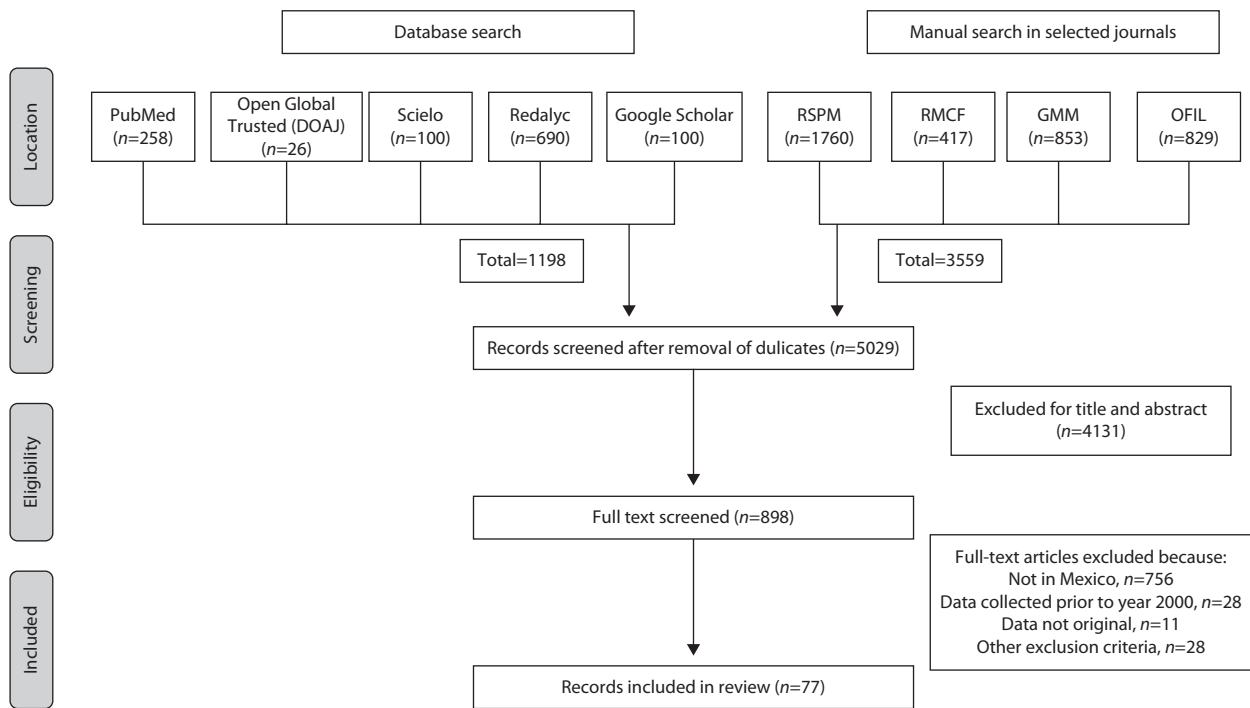 Database search
Manual search in selected journals
Location
PubMed
(n=258)
Open Global
Trusted (DOAJ)
(n=26)
Scielo
(n=100)
Redalyc
(n=690)
Google Scholar
(n=100)
RSPM
(n=1760)
RMCF
(n=417)
GMM
(n=853)
OFIL
(n=829)
Screening
Total=1198
Total=3559
Records screened after removal of dulicates (n=5029)
Eligibility
Excluded for title and abstract
(n=4131)
Full text screened (n=898)
Included
Full-text articles excluded because:
Not in Mexico, n=756
Data collected prior to year 2000, n=28
Data not original, n=11
Other exclusion criteria, n=28
Records included in review (n=77)